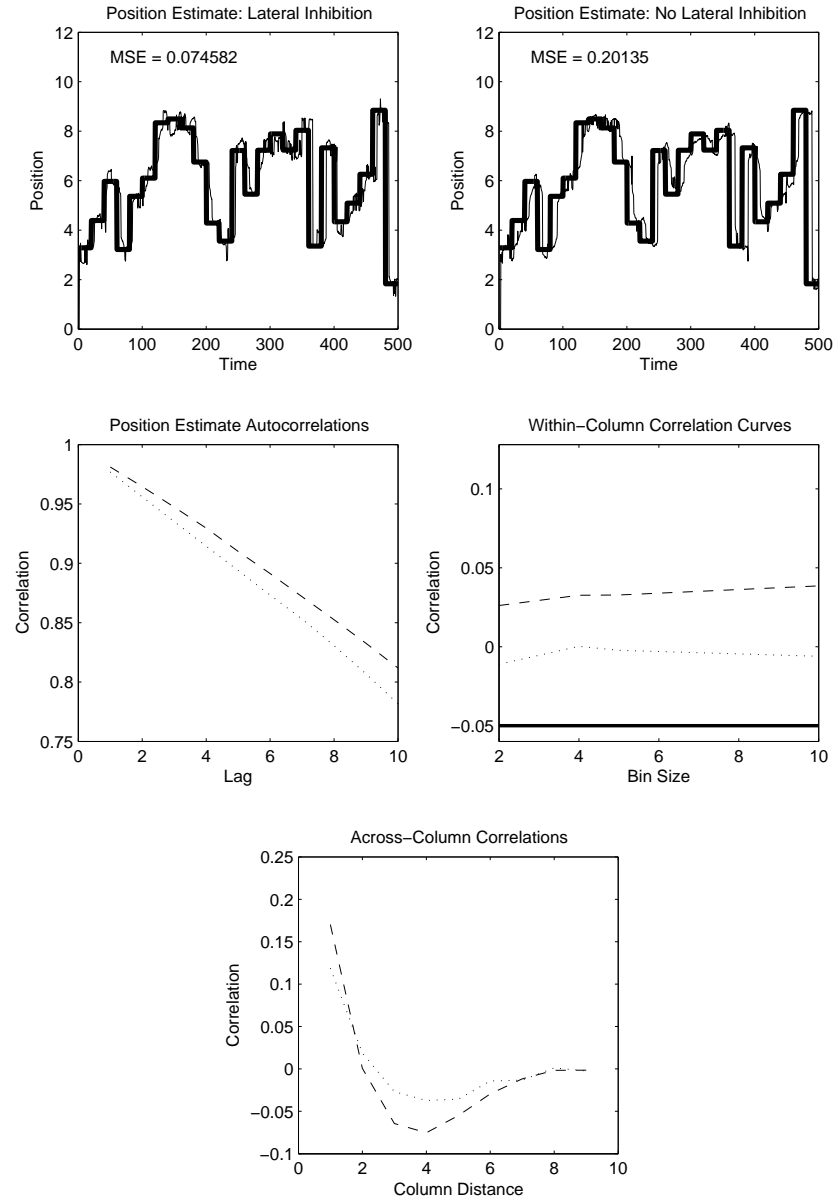 Position Estimate: Lateral Inhibition
MSE = 0.074582
12
10
8
6
4
2
0
Position
0 100 200 300 400 500
Time
Position Estimate: No Lateral Inhibition
MSE = 0.20135
12
10
8
6
4
2
0
Position
0 100 200 300 400 500
Time
Position Estimate Autocorrelations
1
0.95
0.9
0.85
0.8
0.75
Correlation
0 2 4 6 8 10
Lag
Within−Column Correlation Curves
0.1
0.05
0
−0.05
Correlation
2 4 6 8 10
Bin Size
Across−Column Correlations
0.25
0.2
0.15
0.1
0.05
0
−0.05
−0.1
Correlation
0 2 4 6 8 10
Column Distance